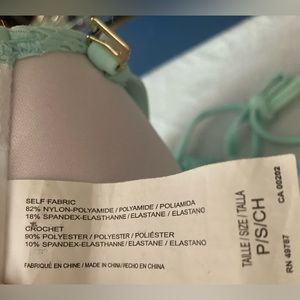 SELF FABRIC
82% NYLON-POLYAMIDE / POLYAMIDE / POLIAMIDA
18% SPANDEX-ELASTHANNE / ELASTANE / ELASTANO
CROCHET
90% POLYESTER / POLYESTER / POLIÉSTER
10% SPANDEX-ELASTHANNE / ELASTANE / ELASTANO
FABRIQUÉ EN CHINE / MADE IN CHINA/HECHO EN CHINA
TAILLE / SIZE / TALLA
P/S/CH
RN 49787
CA 00202